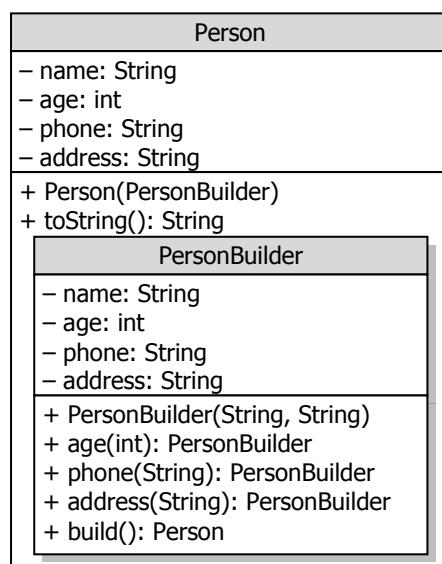 Person
– name: String
– age: int
– phone: String
– address: String
+ Person(PersonBuilder)
+ toString(): String
PersonBuilder
– name: String
– age: int
– phone: String
– address: String
+ PersonBuilder(String, String)
+ age(int): PersonBuilder
+ phone(String): PersonBuilder
+ address(String): PersonBuilder
+ build(): Person